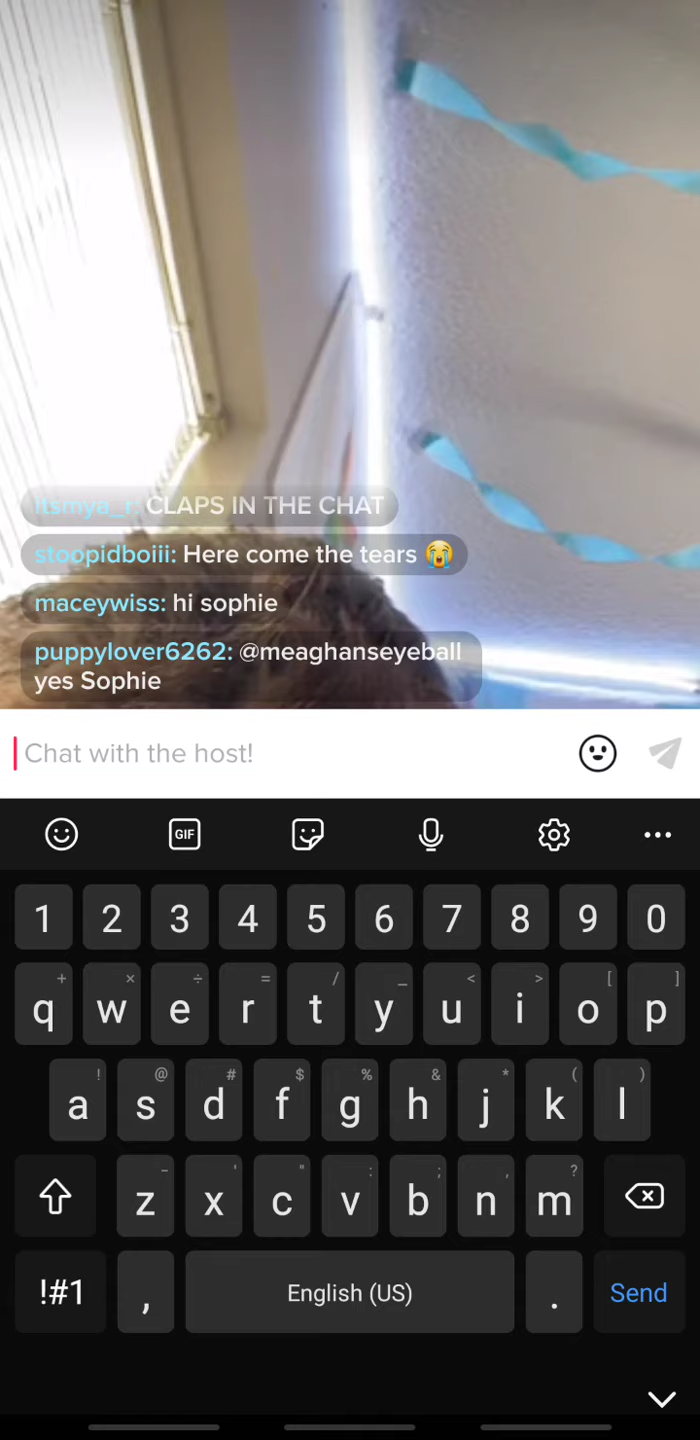 itsmya_r: CLAPS IN THE CHAT
stoopidboiii: Here come the tears 😭
maceywiss: hi sophie
puppylover6262: @meaghanseyeball
yes Sophie
Chat with the host!
GIF
1 2 3 4 5 6 7 8 9 0
+ × ÷ = / _ < > [ ]
q w e r t y u i o p
! @ # $ % & * ( )
a s d f g h j k l
- ' " : ; , ?
z x c v b n m
!#1 , English (US) . Send